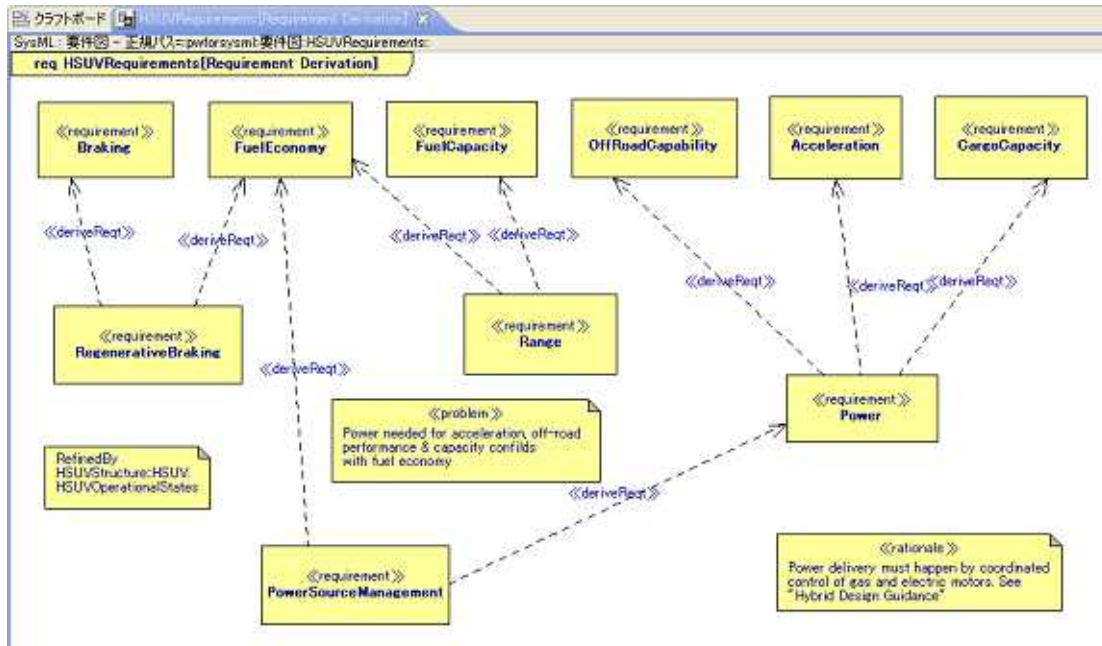 クラフトボード HSUVRequirements[Requirement Derivation]
SysML : 要件図 - 正規パス=:pwforsysml:要件図:HSUVRequirements:
req HSUVRequirements[Requirement Derivation]
≪requirement≫
Braking
≪requirement≫
FuelEconomy
≪requirement≫
FuelCapacity
≪requirement≫
OffRoadCapability
≪requirement≫
Acceleration
≪requirement≫
CargoCapacity
≪deriveReqt≫
≪deriveReqt≫
≪deriveReqt≫
≪deriveReqt≫
≪deriveReqt≫
≪deriveReqt≫
≪deriveReqt≫
≪requirement≫
RegenerativeBraking
≪requirement≫
Range
≪deriveReqt≫
≪requirement≫
Power
≪problem≫
Power needed for acceleration, off-road
performance & capacity confilds
with fuel economy
RefinedBy
HSUVStructure::HSUV.
HSUVOperationalStates
≪deriveReqt≫
≪requirement≫
PowerSourceManagement
≪rationale≫
Power delivery must happen by coordinated
control of gas and electric motors. See
"Hybrid Design Guidance"